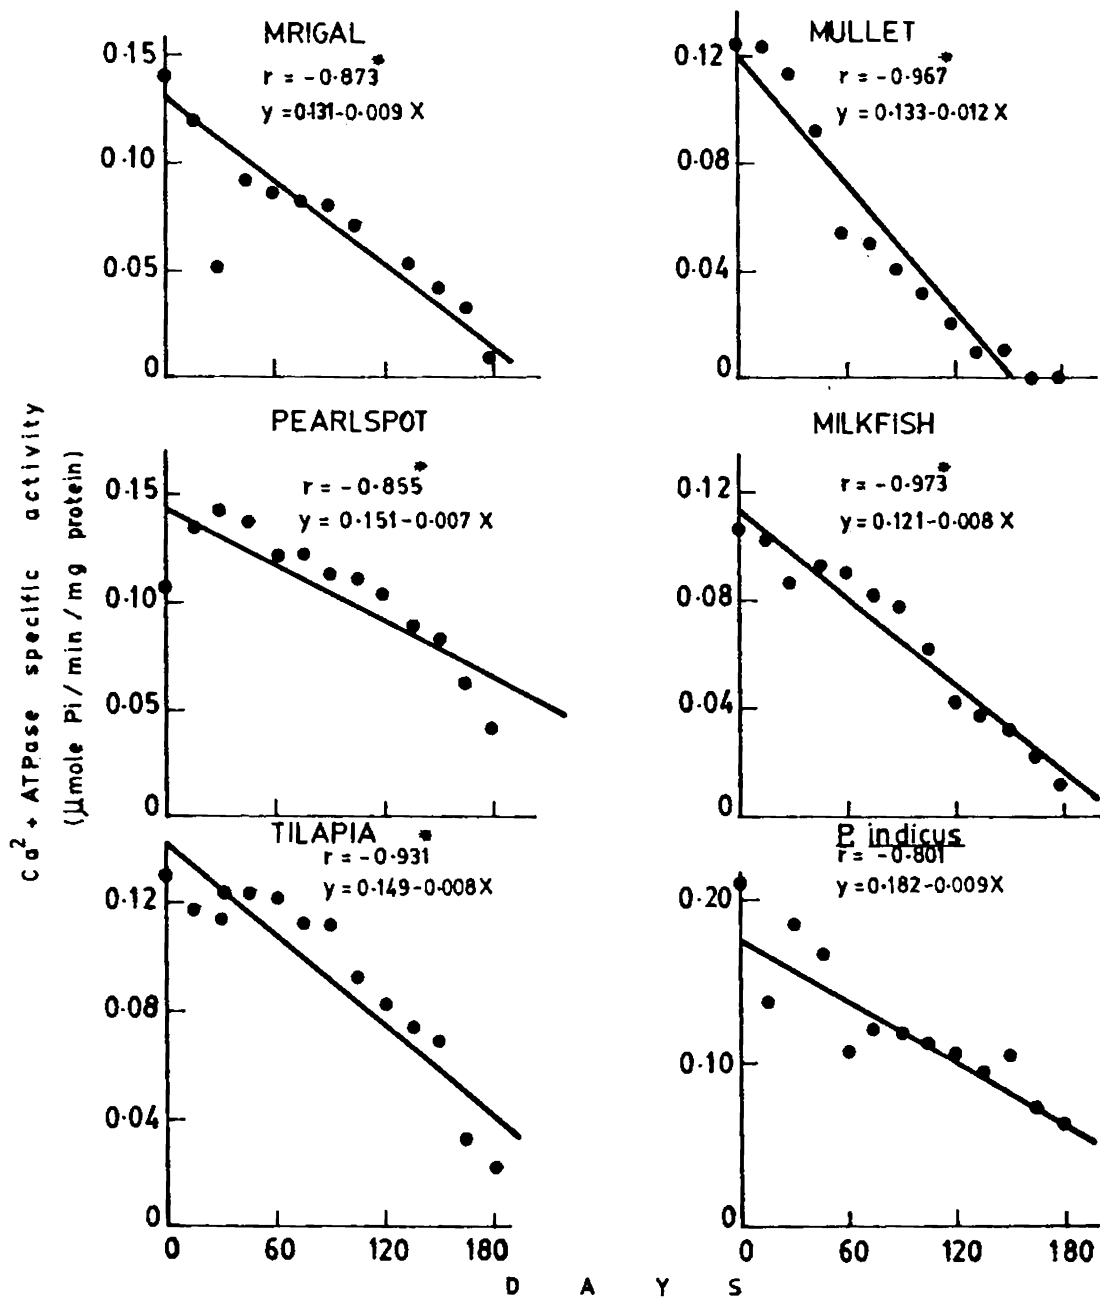 MRIGAL
r = -0·873*
y = 0·131-0·009 X
0·15
0·10
0·05
0
MULLET
r = -0·967*
y = 0·133-0·012 X
0·12
0·08
0·04
0
PEARLSPOT
r = -0·855*
y = 0·151-0·007 X
0·15
0·10
0·05
0
MILKFISH
r = -0·973*
y = 0·121-0·008 X
0·12
0·08
0·04
0
TILAPIA
r = -0·931*
y = 0·149-0·008X
0·12
0·08
0·04
0
0 60 120 180
P. indicus
r = -0·801
y = 0·182-0·009X
0·20
0·10
0
0 60 120 180
Ca2 + ATPase specific activity
(µmole Pi / min / mg protein)
D A Y S